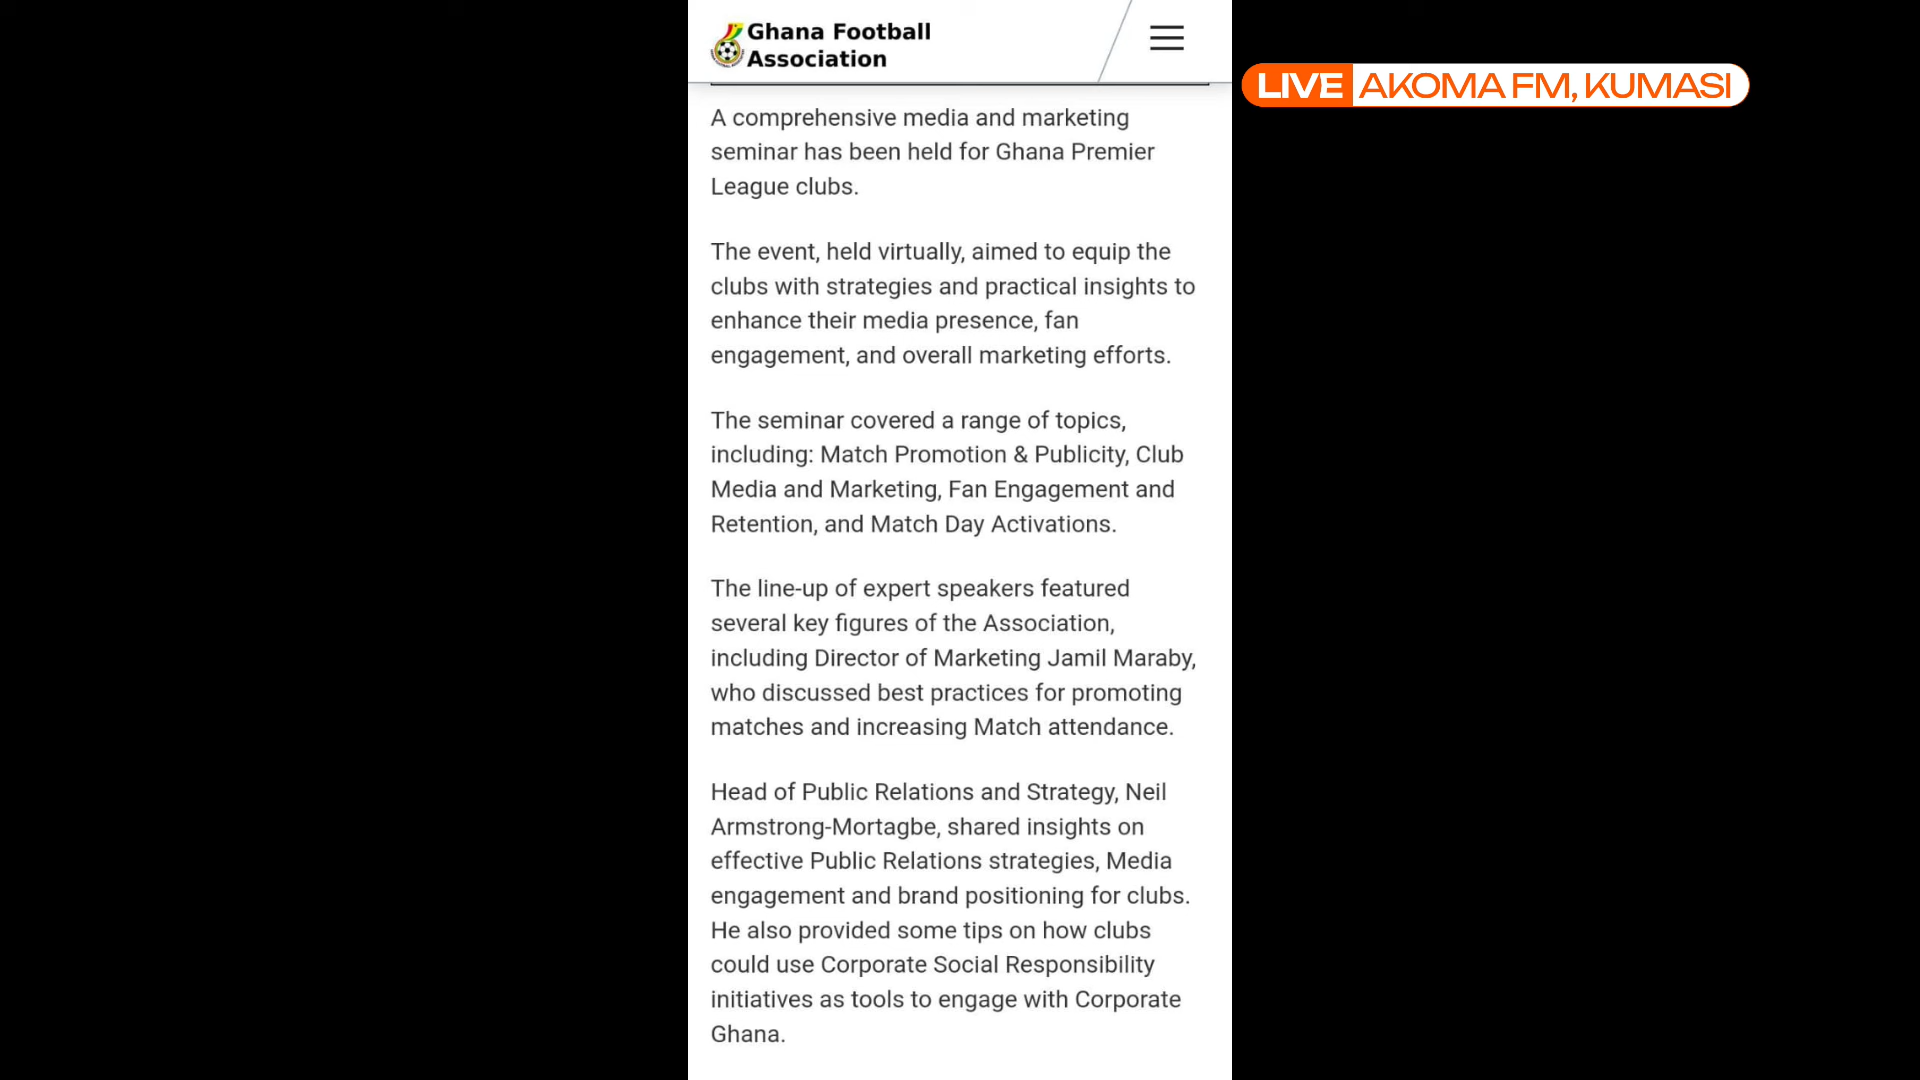 Ghana Football
Association
LIVE AKOMA FM, KUMASI
A comprehensive media and marketing
seminar has been held for Ghana Premier
League clubs.
The event, held virtually, aimed to equip the
clubs with strategies and practical insights to
enhance their media presence, fan
engagement, and overall marketing efforts.
The seminar covered a range of topics,
including: Match Promotion & Publicity, Club
Media and Marketing, Fan Engagement and
Retention, and Match Day Activations.
The line-up of expert speakers featured
several key figures of the Association,
including Director of Marketing Jamil Maraby,
who discussed best practices for promoting
matches and increasing Match attendance.
Head of Public Relations and Strategy, Neil
Armstrong-Mortagbe, shared insights on
effective Public Relations strategies, Media
engagement and brand positioning for clubs.
He also provided some tips on how clubs
could use Corporate Social Responsibility
initiatives as tools to engage with Corporate
Ghana.